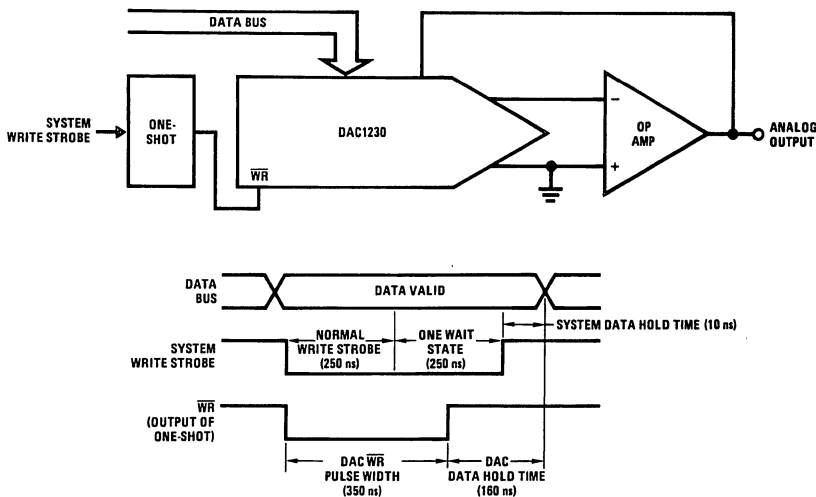 DATA BUS
SYSTEM
WRITE STROBE
ONE-
SHOT
DAC1230
WR
OP
AMP
-
+
ANALOG
OUTPUT
DATA
BUS
DATA VALID
SYSTEM DATA HOLD TIME (10 ns)
SYSTEM
WRITE STROBE
NORMAL
WRITE STROBE
(250 ns)
ONE WAIT
STATE
(250 ns)
WR
(OUTPUT OF
ONE-SHOT)
DAC WR
PULSE WIDTH
(350 ns)
DAC
DATA HOLD TIME
(160 ns)